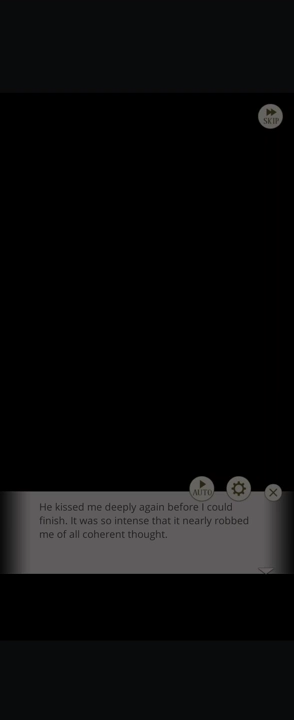 SKIP
AUTO
He kissed me deeply again before I could
finish. It was so intense that it nearly robbed
me of all coherent thought.